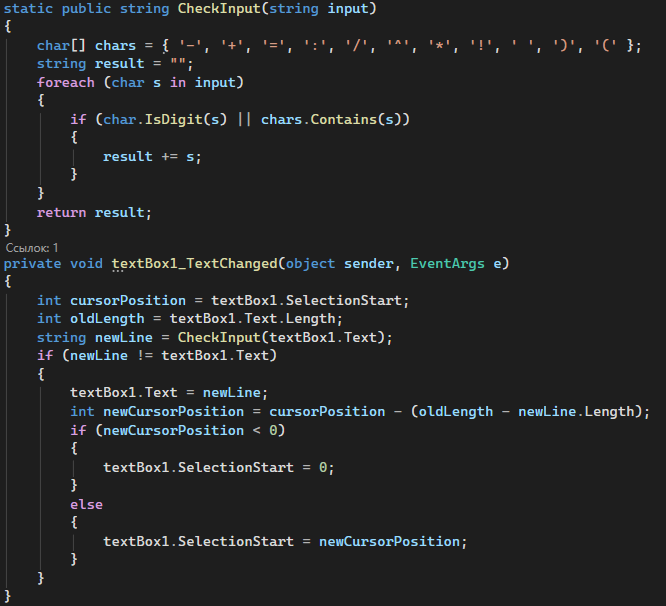 static public string CheckInput(string input)
{
    char[] chars = { '-', '+', '=', ':', '/', '^', '*', '!', ' ', ')', '(' };
    string result = "";
    foreach (char s in input)
    {
        if (char.IsDigit(s) || chars.Contains(s))
        {
            result += s;
        }
    }
    return result;
}
Ссылок: 1
private void textBox1_TextChanged(object sender, EventArgs e)
{
    int cursorPosition = textBox1.SelectionStart;
    int oldLength = textBox1.Text.Length;
    string newLine = CheckInput(textBox1.Text);
    if (newLine != textBox1.Text)
    {
        textBox1.Text = newLine;
        int newCursorPosition = cursorPosition - (oldLength - newLine.Length);
        if (newCursorPosition < 0)
        {
            textBox1.SelectionStart = 0;
        }
        else
        {
            textBox1.SelectionStart = newCursorPosition;
        }
    }
}